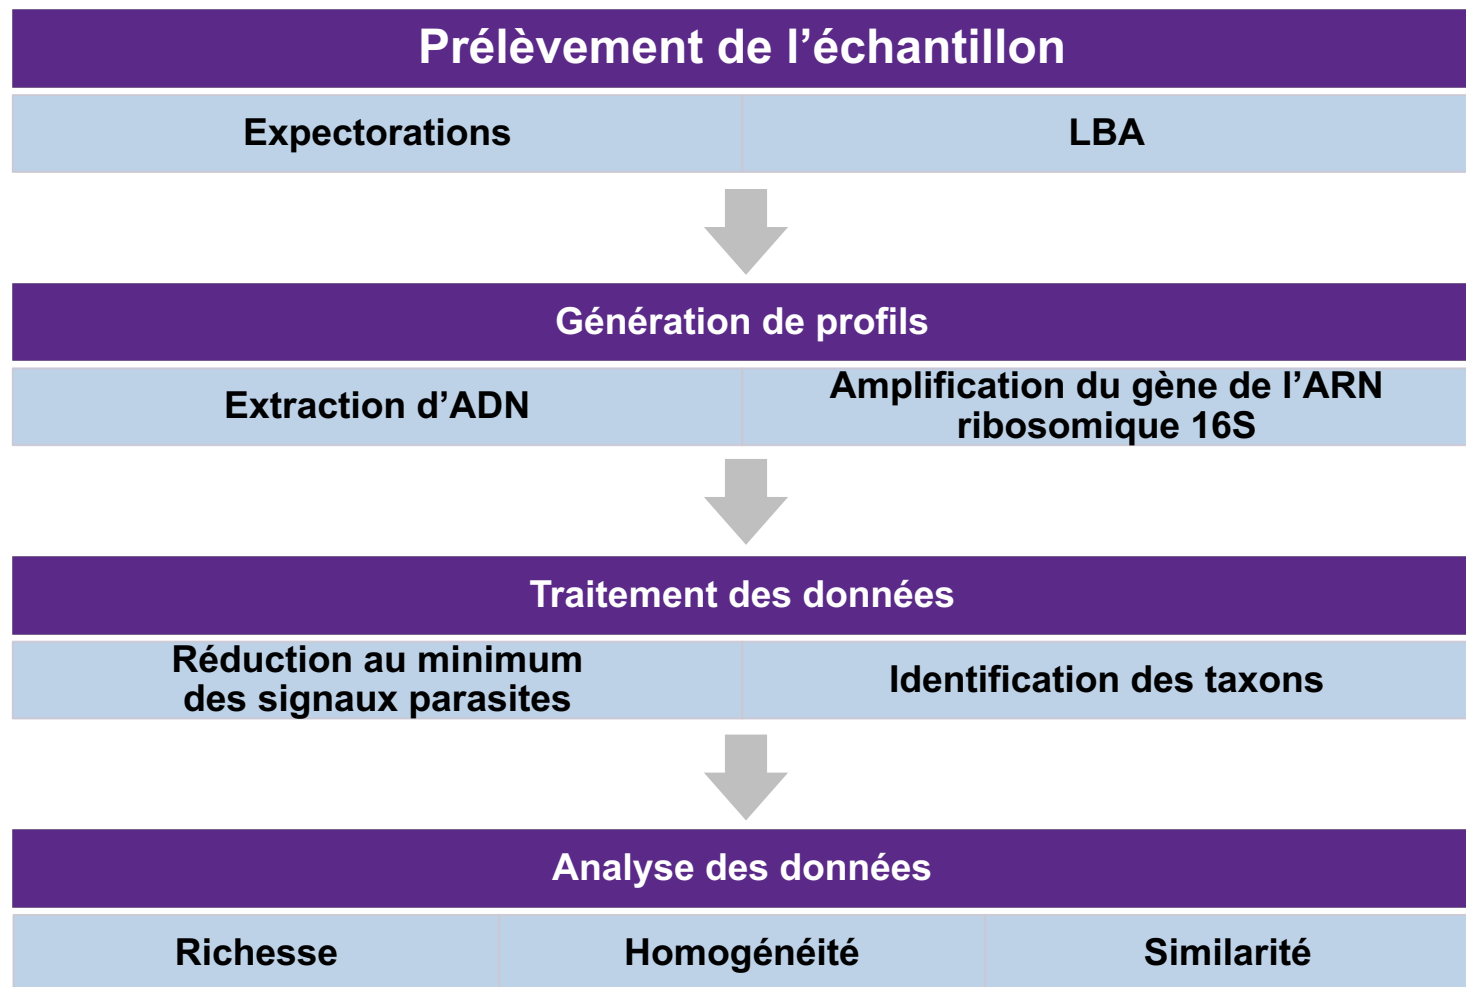 Prélèvement de l’échantillon
Expectorations
LBA
Génération de profils
Extraction d’ADN
Amplification du gène de l’ARN
ribosomique 16S
Traitement des données
Réduction au minimum
des signaux parasites
Identification des taxons
Analyse des données
Richesse
Homogénéité
Similarité